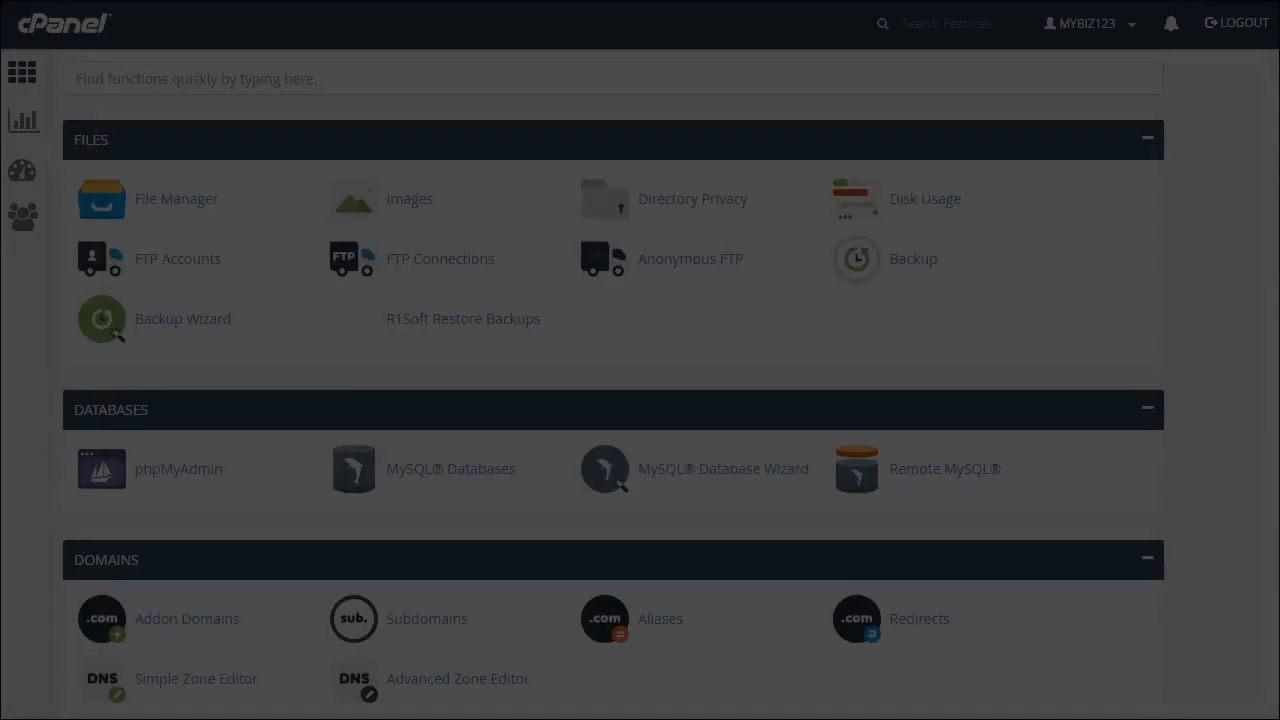 cPanel
Search Features
MYBIZ123
LOGOUT
Find functions quickly by typing here.
FILES
File Manager
Images
Directory Privacy
Disk Usage
FTP Accounts
FTP
FTP Connections
Anonymous FTP
Backup
Backup Wizard
R1Soft Restore Backups
DATABASES
phpMyAdmin
MySQL® Databases
MySQL® Database Wizard
Remote MySQL®
DOMAINS
.com
Addon Domains
sub.
Subdomains
.com
Aliases
.com
Redirects
DNS
Simple Zone Editor
DNS
Advanced Zone Editor